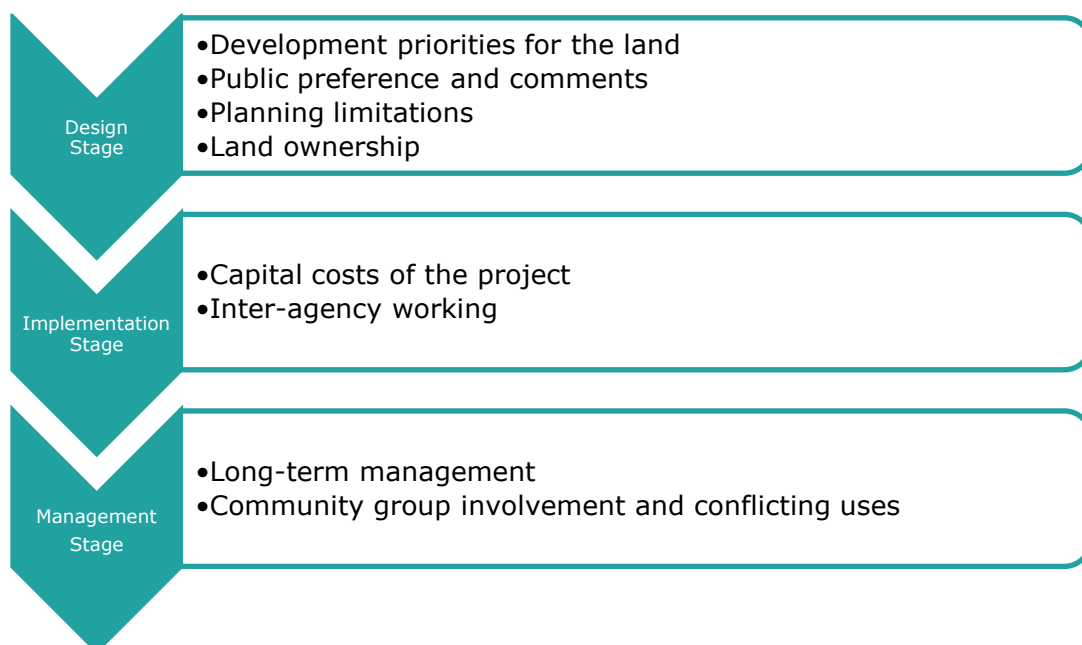 Design
Stage
•Development priorities for the land
•Public preference and comments
•Planning limitations
•Land ownership
Implementation
Stage
•Capital costs of the project
•Inter-agency working
Management
Stage
•Long-term management
•Community group involvement and conflicting uses